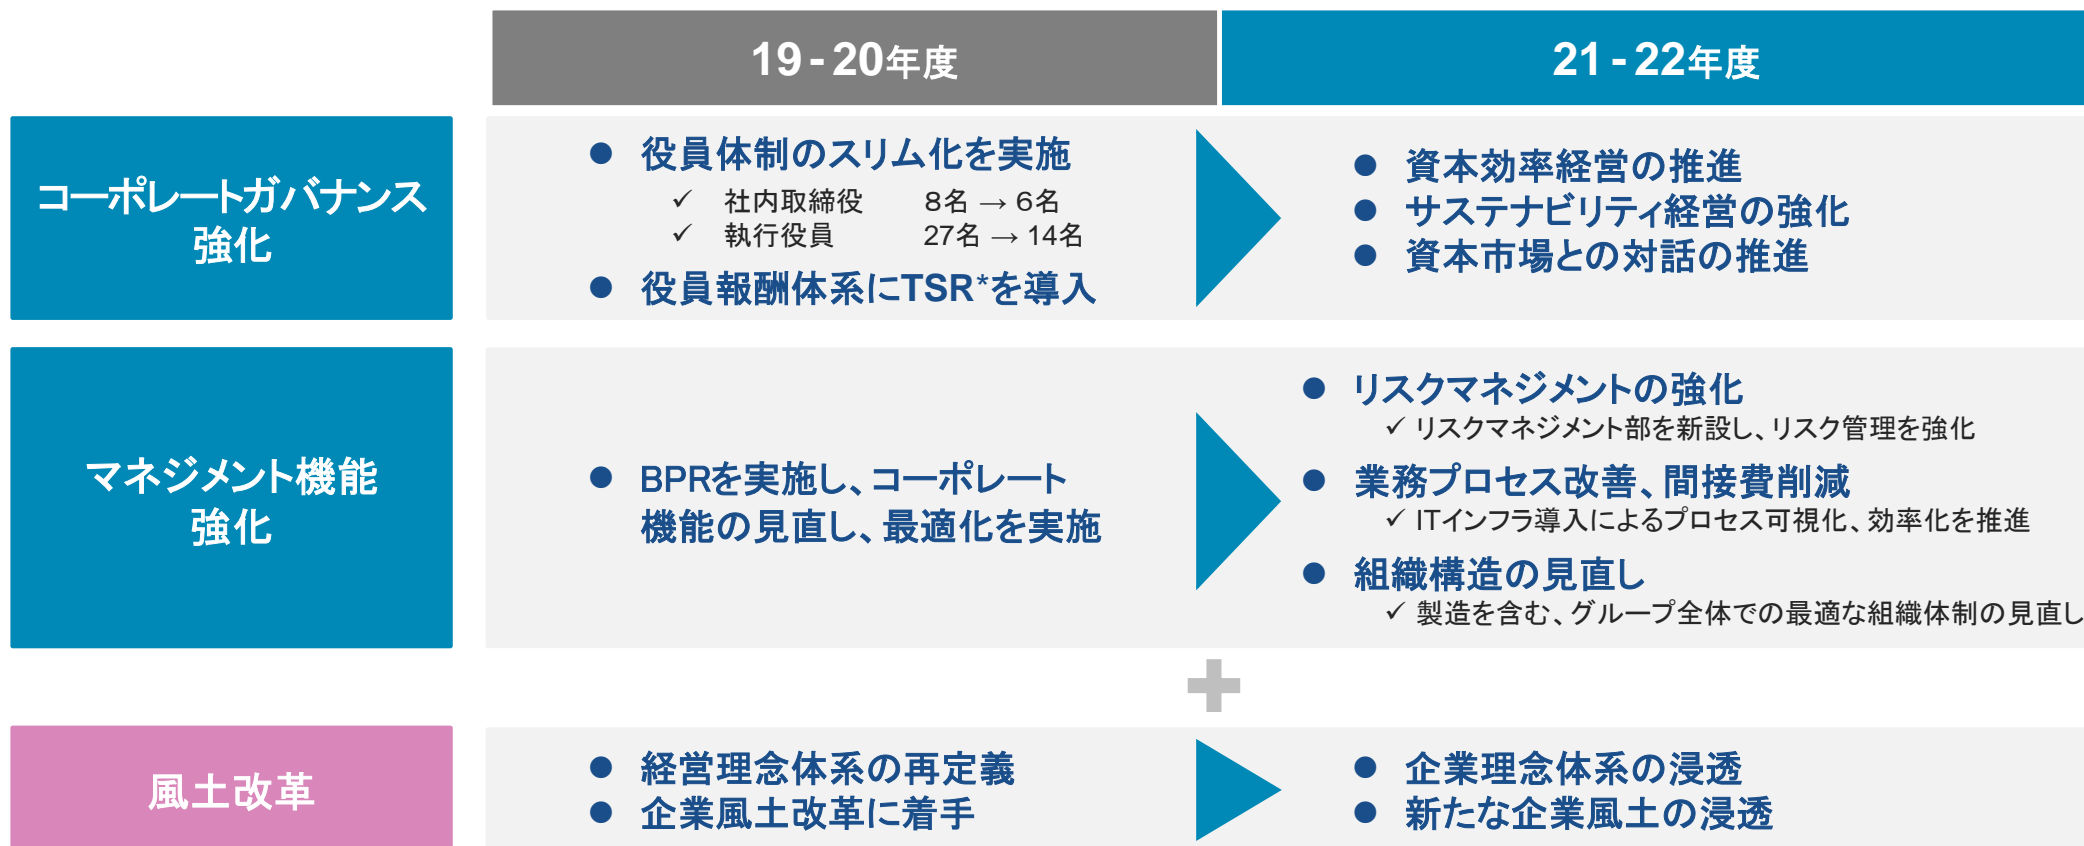 19-20年度
21-22年度
コーポレートガバナンス
強化
● 役員体制のスリム化を実施
✓ 社内取締役 8名 → 6名
✓ 執行役員 27名 → 14名
● 役員報酬体系にTSR*を導入
● 資本効率経営の推進
● サステナビリティ経営の強化
● 資本市場との対話の推進
マネジメント機能
強化
● BPRを実施し、コーポレート
機能の見直し、最適化を実施
● リスクマネジメントの強化
✓ リスクマネジメント部を新設し、リスク管理を強化
● 業務プロセス改善、間接費削減
✓ ITインフラ導入によるプロセス可視化、効率化を推進
● 組織構造の見直し
✓ 製造を含む、グループ全体での最適な組織体制の見直し
風土改革
● 経営理念体系の再定義
● 企業風土改革に着手
● 企業理念体系の浸透
● 新たな企業風土の浸透